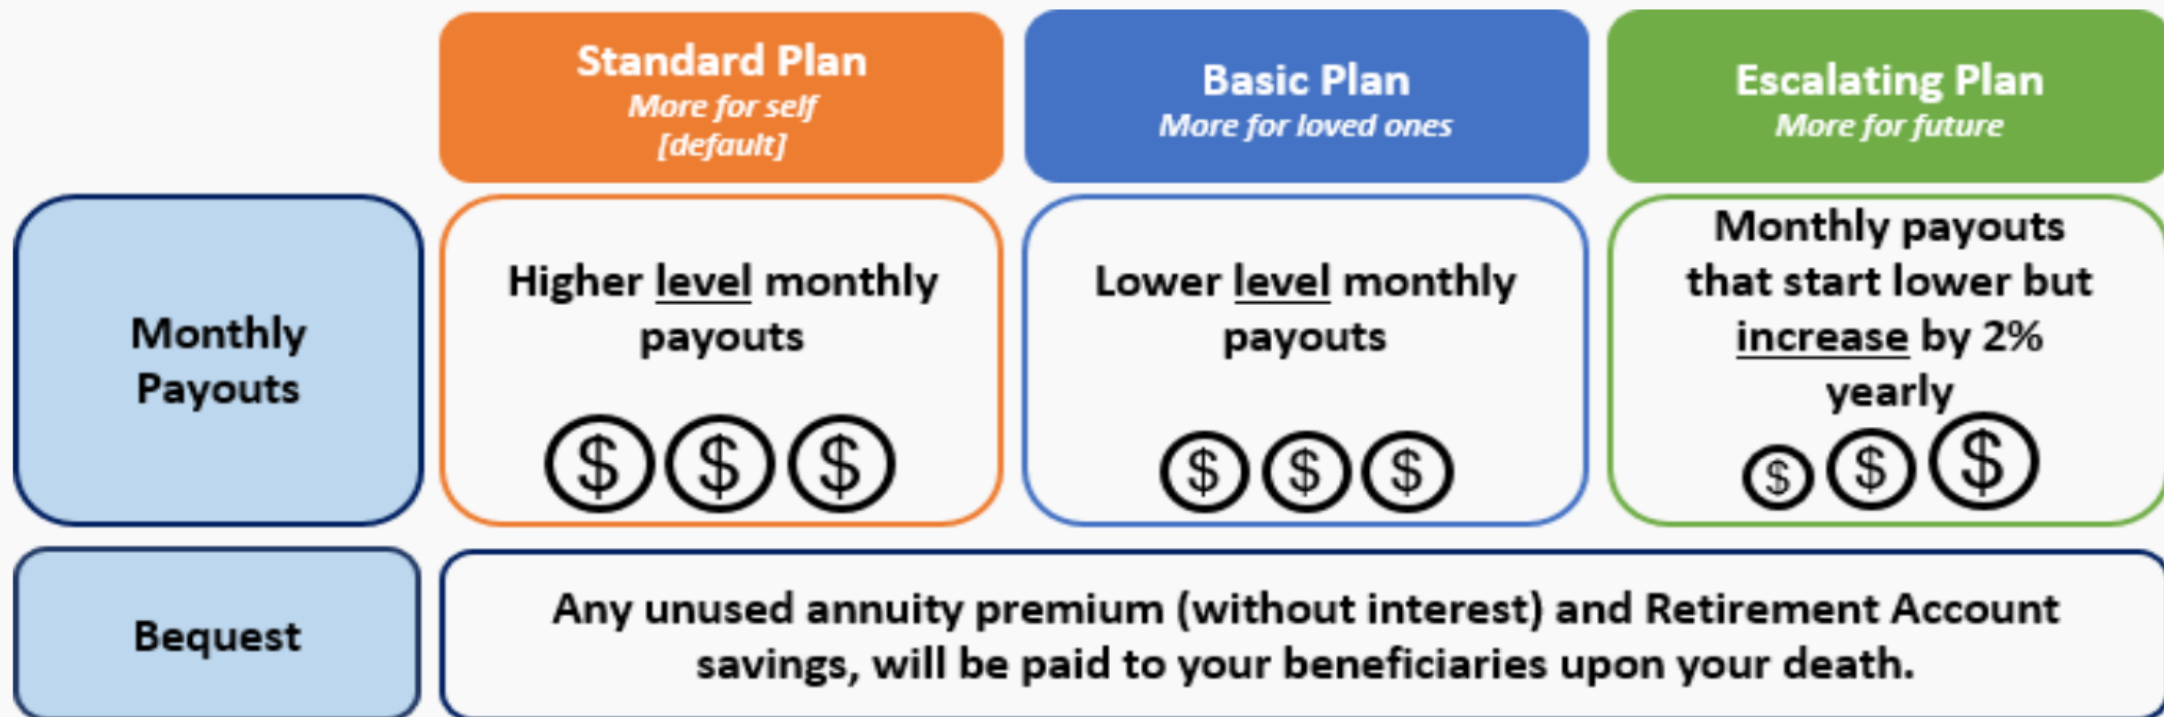 Standard Plan
More for self
[default]
Basic Plan
More for loved ones
Escalating Plan
More for future
Monthly
Payouts
Higher level monthly
payouts
$ $ $
Lower level monthly
payouts
$ $ $
Monthly payouts
that start lower but
increase by 2%
yearly
$ $ $
Bequest
Any unused annuity premium (without interest) and Retirement Account
savings, will be paid to your beneficiaries upon your death.